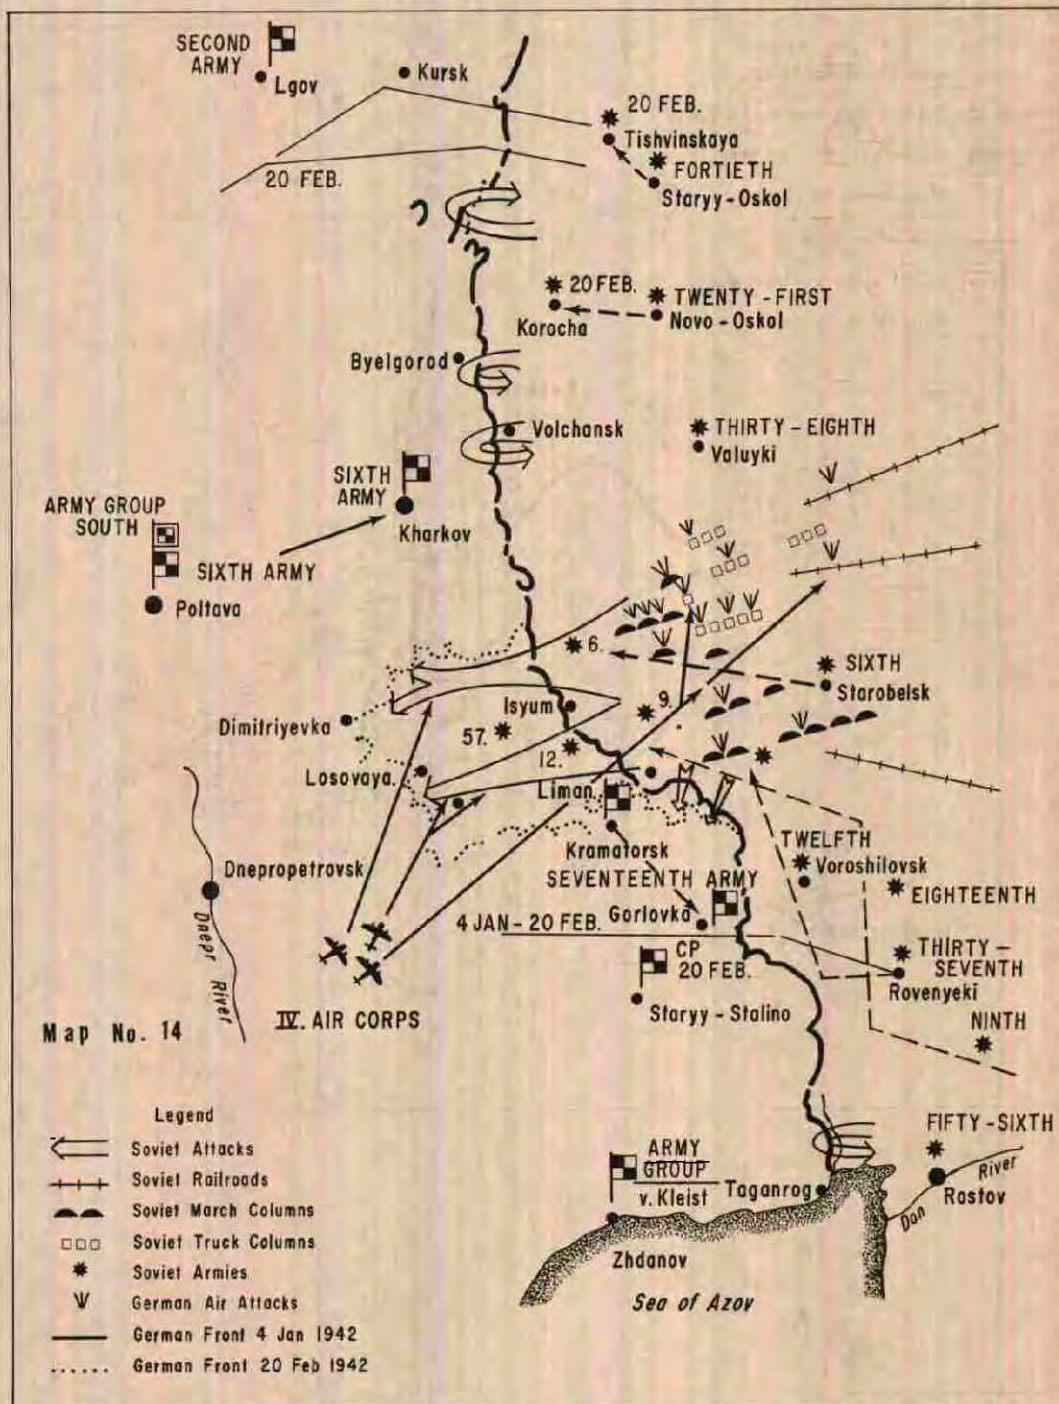 SECOND
ARMY
Lgov
Kursk
20 FEB.
Tishvinskaya
FORTIETH
Staryy-Oskol
20 FEB.
20 FEB.
TWENTY-FIRST
Korocha
Novo-Oskol
Byelgorod
Volchansk
THIRTY-EIGHTH
Valuyki
SIXTH
ARMY
Kharkov
ARMY GROUP
SOUTH
SIXTH ARMY
Poltava
6.
SIXTH
Starobelsk
Isyum
9.
Dimitriyevka
57.
12.
Losovaya.
Liman
Kramatorsk
Dnepropetrovsk
TWELFTH
Voroshilovsk
SEVENTEENTH ARMY
EIGHTEENTH
4 JAN-20 FEB.
Gorlovka
CP
20 FEB.
THIRTY-
SEVENTH
Rovenyeki
Staryy-Stalino
Dnepr River
IV. AIR CORPS
NINTH
Map No. 14
FIFTY-SIXTH
ARMY
GROUP
v. Kleist
Taganrog
Rostov
Don River
Zhdanov
Sea of Azov
Legend
Soviet Attacks
Soviet Railroads
Soviet March Columns
Soviet Truck Columns
Soviet Armies
German Air Attacks
German Front 4 Jan 1942
German Front 20 Feb 1942